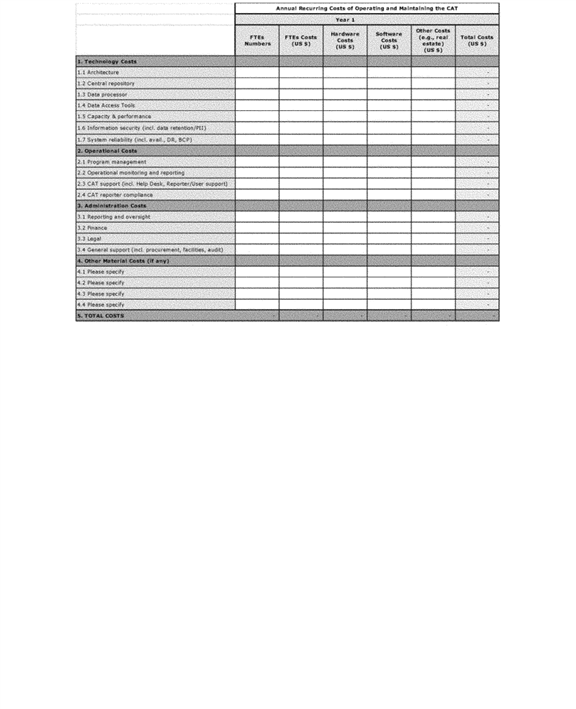 Annual Recurring Costs of Operating and Maintaining the CAT
Year 1
FTEs Numbers
FTEs Costs (US $)
Hardware Costs (US $)
Software Costs (US $)
Other Costs (e.g., real estate) (US $)
Total Costs (US $)
1. Technology Costs
1.1 Architecture -
1.2 Central repository -
1.3 Data processor -
1.4 Data Access Tools -
1.5 Capacity & performance -
1.6 Information security (incl. data retention/PII) -
1.7 System reliability (incl. avail., DR, BCP) -
2. Operational Costs
2.1 Program management -
2.2 Operational monitoring and reporting -
2.3 CAT support (incl. Help Desk, Reporter/User support) -
2.4 CAT reporter compliance -
3. Administration Costs
3.1 Reporting and oversight -
3.2 Finance -
3.3 Legal -
3.4 General support (incl. procurement, facilities, audit) -
4. Other Material Costs (if any)
4.1 Please specify -
4.2 Please specify -
4.3 Please specify -
4.4 Please specify -
5. TOTAL COSTS - - - - - -